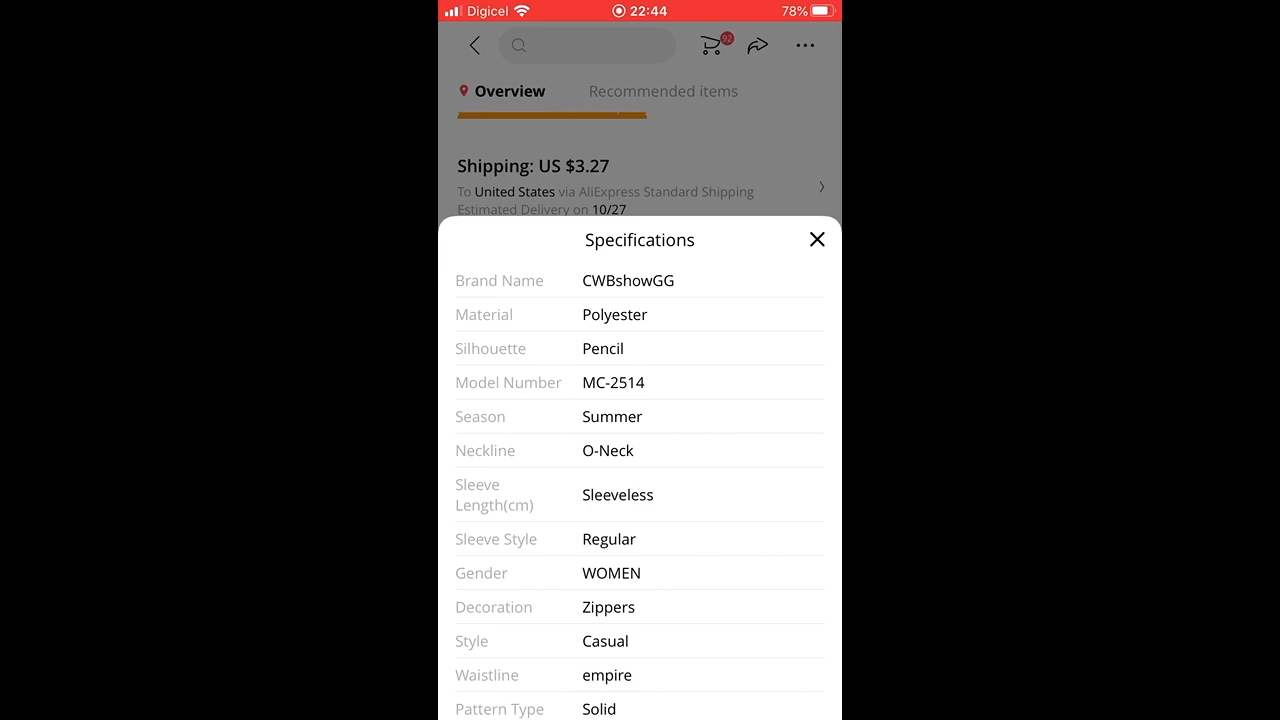 Digicel 22:44 78%
92
Overview Recommended items
Shipping: US $3.27
To United States via AliExpress Standard Shipping
Estimated Delivery on 10/27
Specifications
Brand Name CWBshowGG
Material Polyester
Silhouette Pencil
Model Number MC-2514
Season Summer
Neckline O-Neck
Sleeve
Length(cm) Sleeveless
Sleeve Style Regular
Gender WOMEN
Decoration Zippers
Style Casual
Waistline empire
Pattern Type Solid